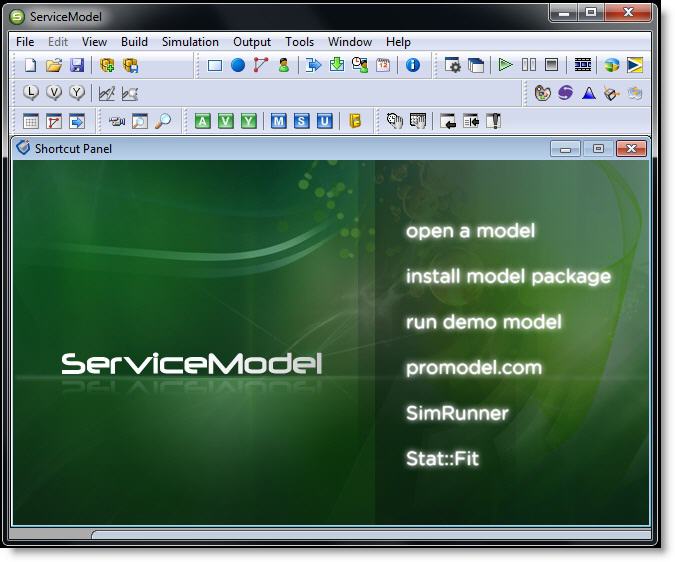 ServiceModel
File Edit View Build Simulation Output Tools Window Help
L V Y
A V Y M S U
Shortcut Panel
open a model
install model package
run demo model
ServiceModel
promodel.com
SimRunner
Stat::Fit